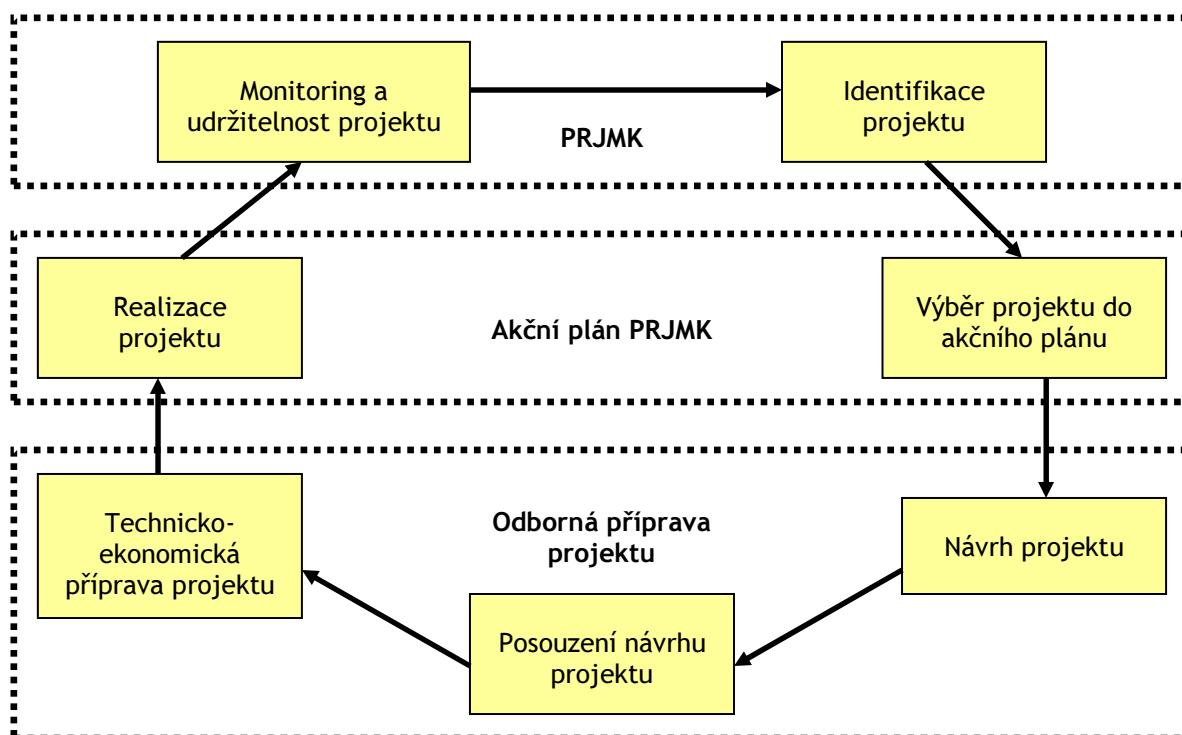 Monitoring a
udržitelnost projektu
PRJMK
Identifikace
projektu
Realizace
projektu
Akční plán PRJMK
Výběr projektu do
akčního plánu
Technicko-
ekonomická
příprava projektu
Odborná příprava
projektu
Návrh projektu
Posouzení návrhu
projektu